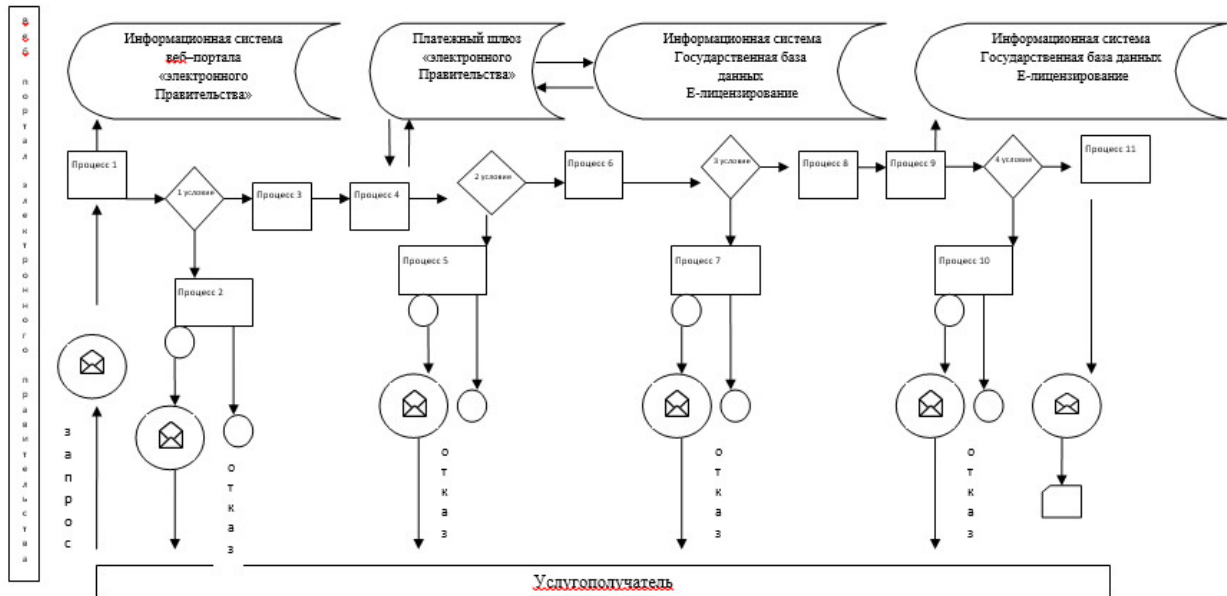 веб портал электронного правительства
Информационная система
веб–портала
«электронного
Правительства»
Платежный шлюз
«электронного
Правительства»
Информационная система
Государственная база
данных
Е-лицензирование
Информационная система
Государственная база данных
Е-лицензирование
Процесс 1
1 условие
Процесс 3
Процесс 4
2 условие
Процесс 6
3 условие
Процесс 8
Процесс 9
4 условие
Процесс 11
Процесс 2
Процесс 5
Процесс 7
Процесс 10
запрос
отказ
отказ
отказ
отказ
Услугополучатель